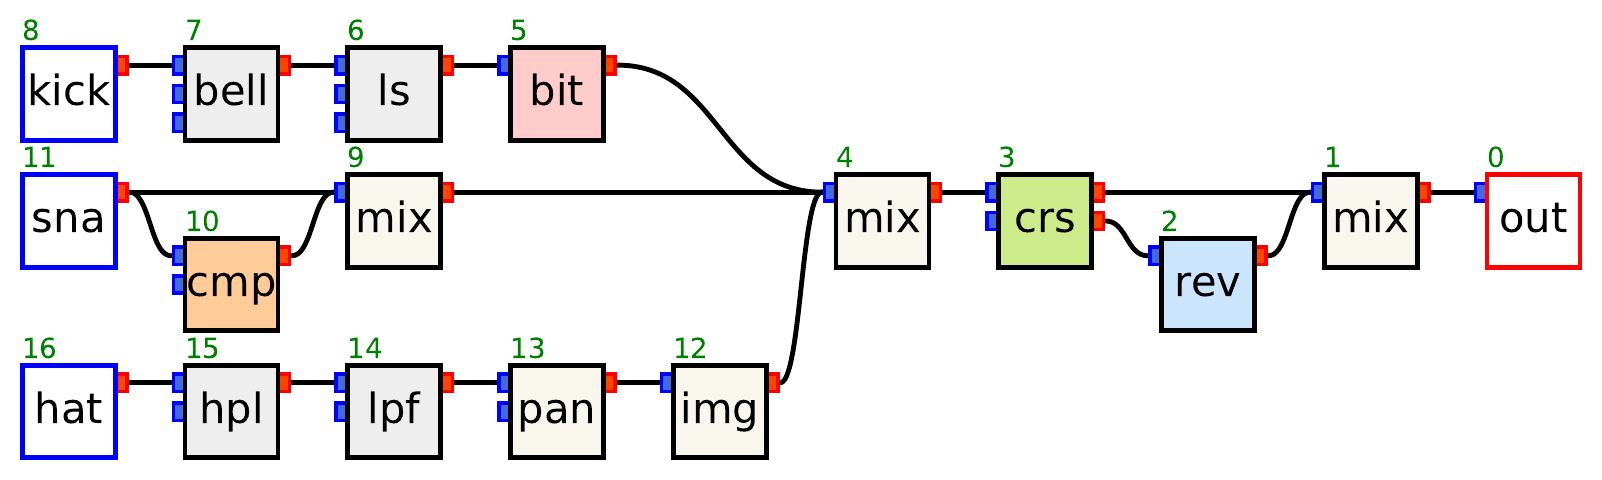 8 7 6 5
kick bell ls bit
11 9 4 3 1 0
sna mix mix crs mix out
10 2
cmp rev
16 15 14 13 12
hat hpl lpf pan img